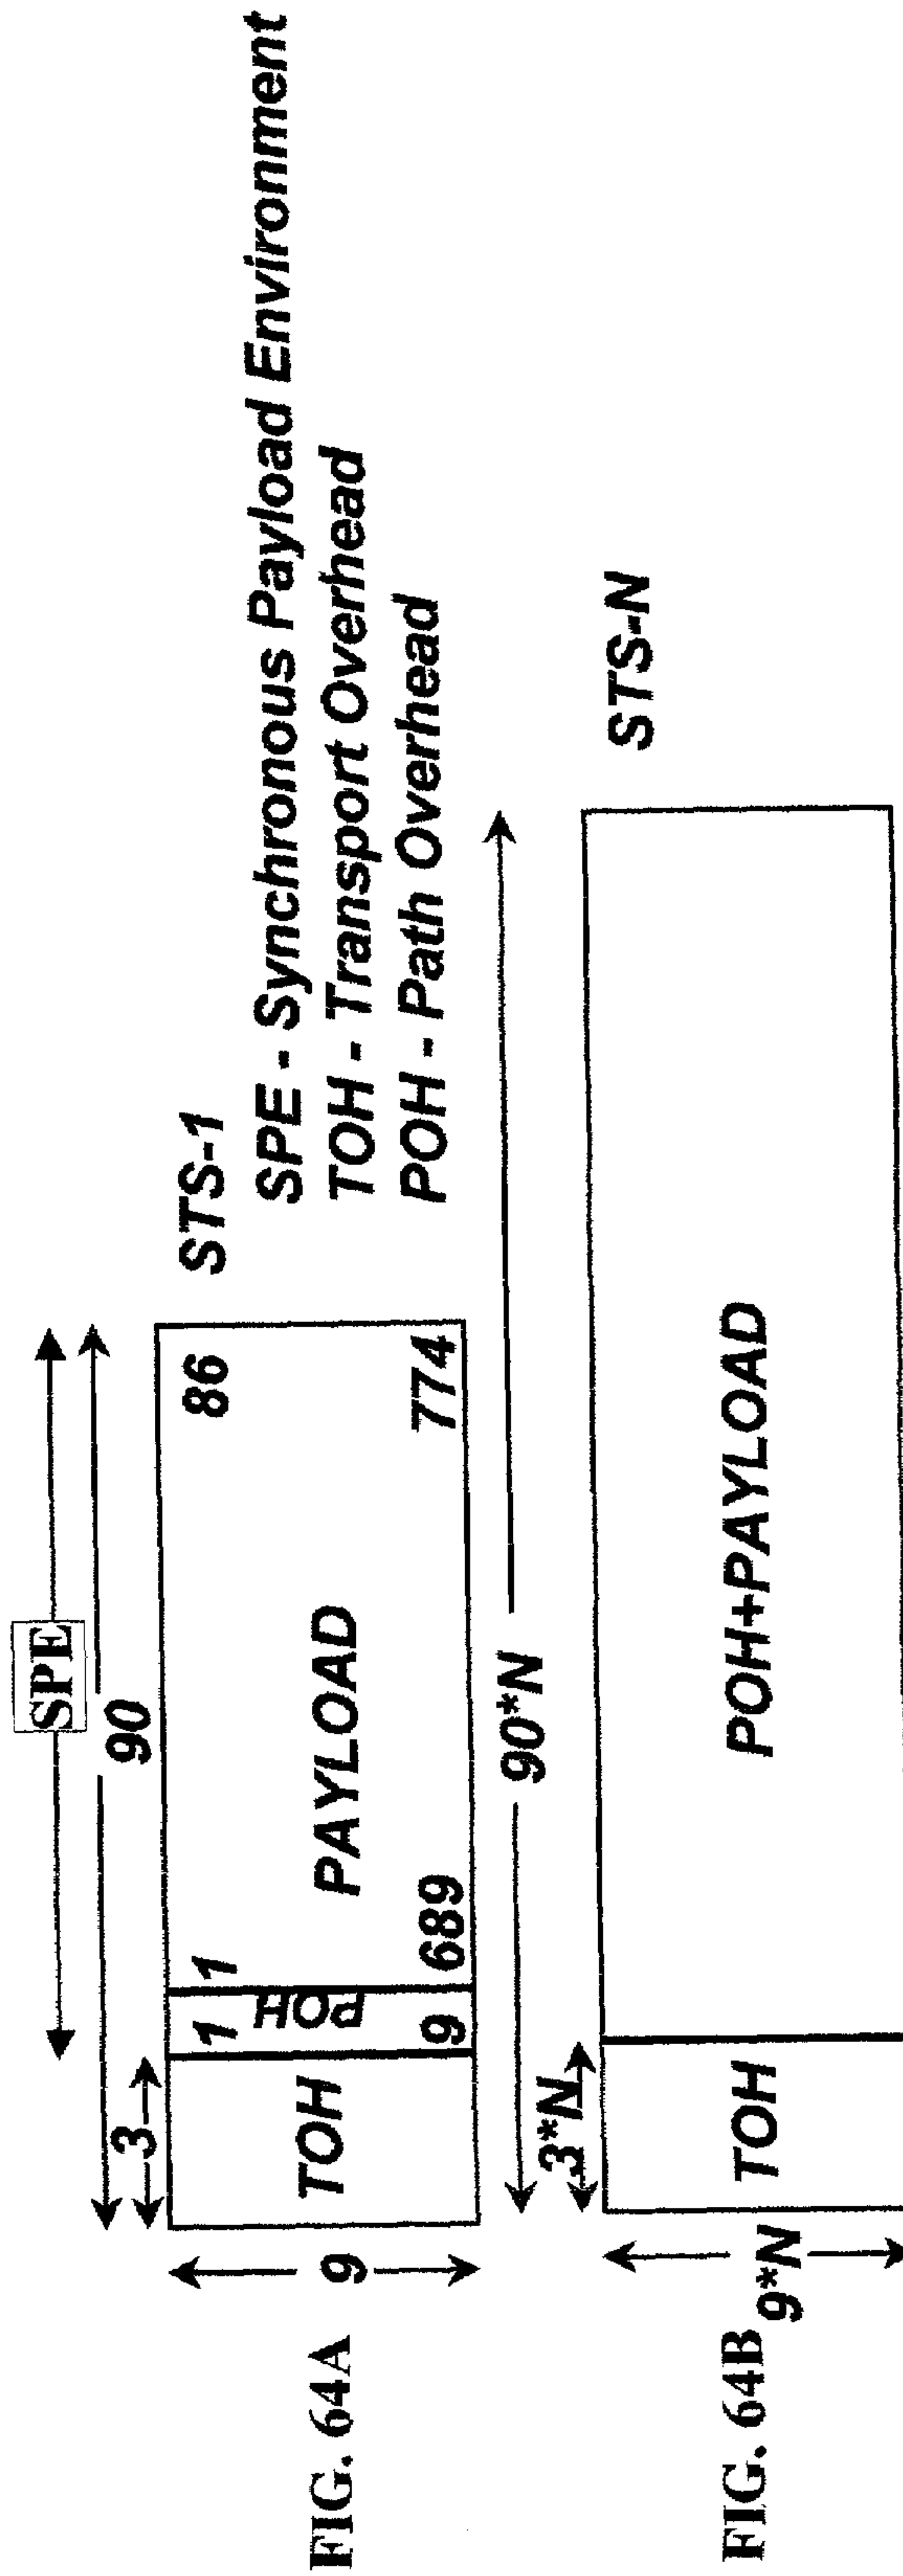 SPE
90
3
STS-1
1
1
86
SPE - Synchronous Payload Environment
TOH - Transport Overhead
POH - Path Overhead
FIG. 64A
9
TOH
POH
PAYLOAD
9
689
774
90*N
3*N
STS-N
FIG. 64B
9*N
TOH
POH+PAYLOAD